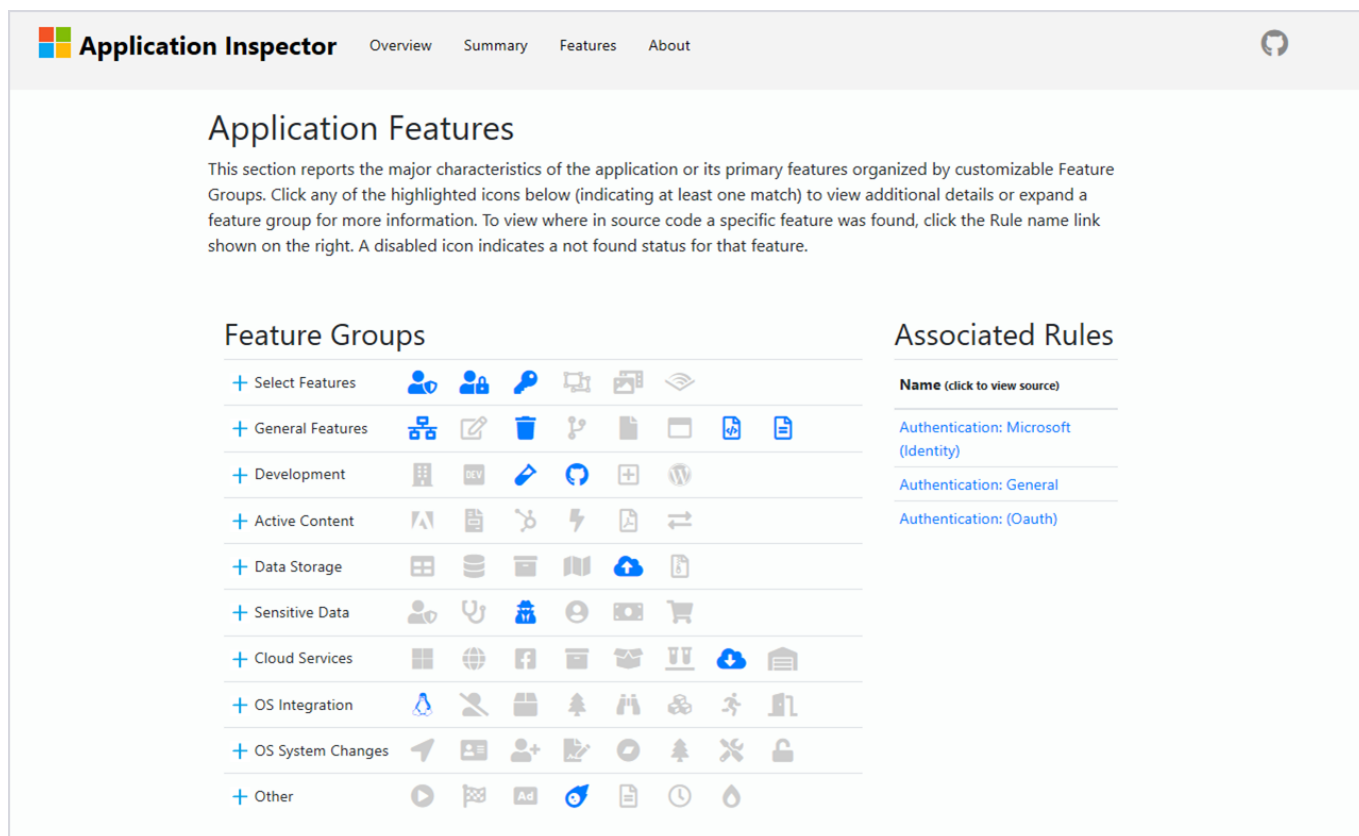 Application Inspector Overview Summary Features About
Application Features
This section reports the major characteristics of the application or its primary features organized by customizable Feature
Groups. Click any of the highlighted icons below (indicating at least one match) to view additional details or expand a
feature group for more information. To view where in source code a specific feature was found, click the Rule name link
shown on the right. A disabled icon indicates a not found status for that feature.
Feature Groups
Select Features
General Features
Development
DEV
Active Content
Data Storage
Sensitive Data
Cloud Services
OS Integration
OS System Changes
Other
Ad
Associated Rules
Name (click to view source)
Authentication: Microsoft
(Identity)
Authentication: General
Authentication: (Oauth)